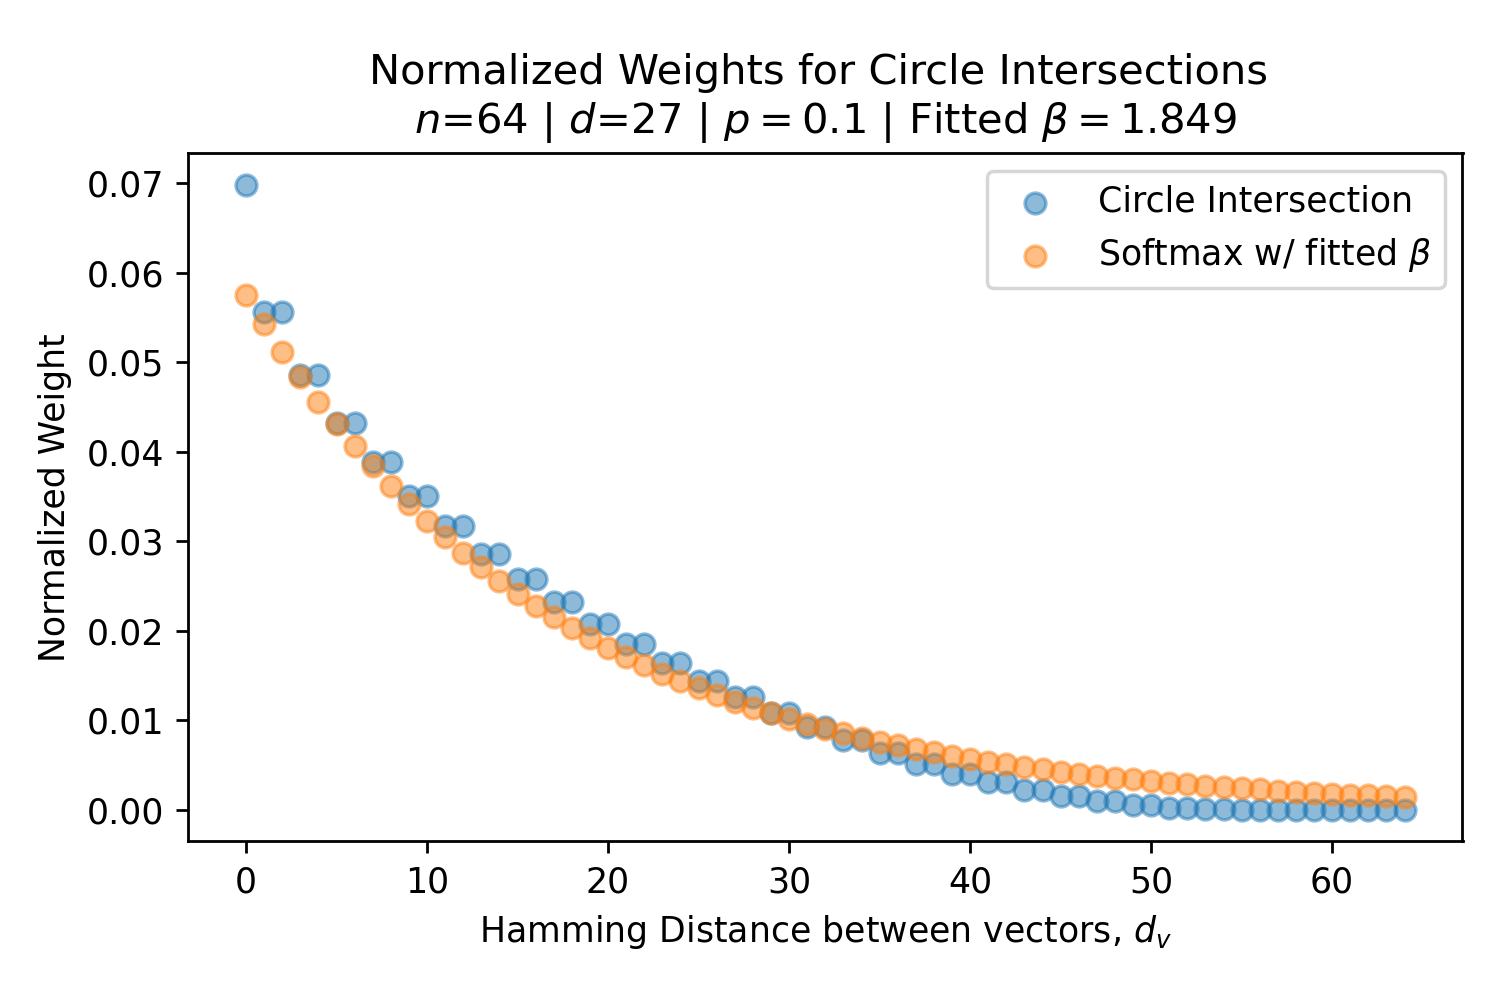 Normalized Weights for Circle Intersections
n=64 | d=27 | p = 0.1 | Fitted β = 1.849
Circle Intersection
Softmax w/ fitted β
Normalized Weight
0.07
0.06
0.05
0.04
0.03
0.02
0.01
0.00
0 10 20 30 40 50 60
Hamming Distance between vectors, dᵥ